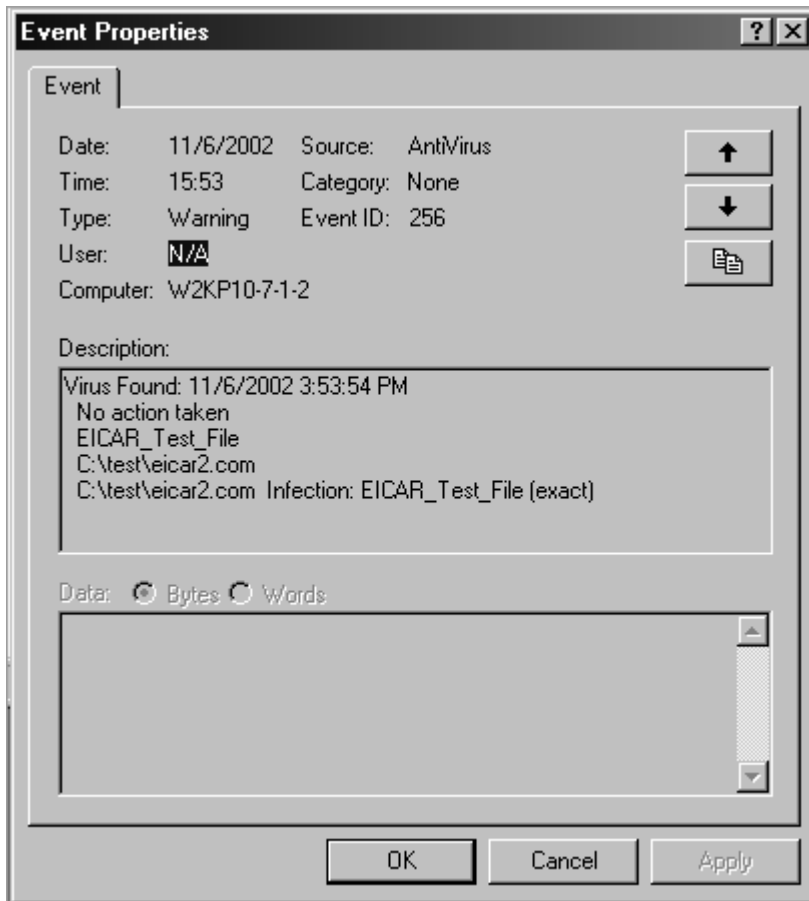 Event Properties
Event
Date: 11/6/2002 Source: AntiVirus
Time: 15:53 Category: None
Type: Warning Event ID: 256
User: N/A
Computer: W2KP10-7-1-2
Description:
Virus Found: 11/6/2002 3:53:54 PM
No action taken
EICAR_Test_File
C:\test\eicar2.com
C:\test\eicar2.com Infection: EICAR_Test_File (exact)
Data: Bytes Words
OK Cancel Apply